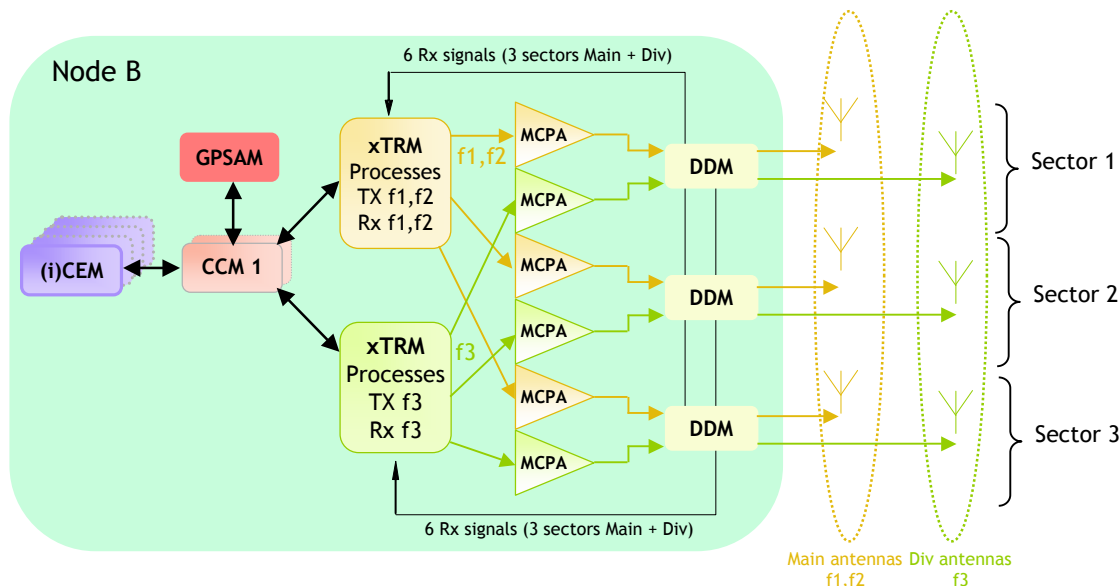 6 Rx signals (3 sectors Main + Div)
Node B
GPSAM
(i)CEM
CCM 1
xTRM
Processes
TX f1,f2
Rx f1,f2
f1,f2
xTRM
Processes
TX f3
Rx f3
f3
MCPA
MCPA
MCPA
MCPA
MCPA
MCPA
DDM
DDM
DDM
Sector 1
Sector 2
Sector 3
6 Rx signals (3 sectors Main + Div)
Main antennas
f1.f2
Div antennas
f3